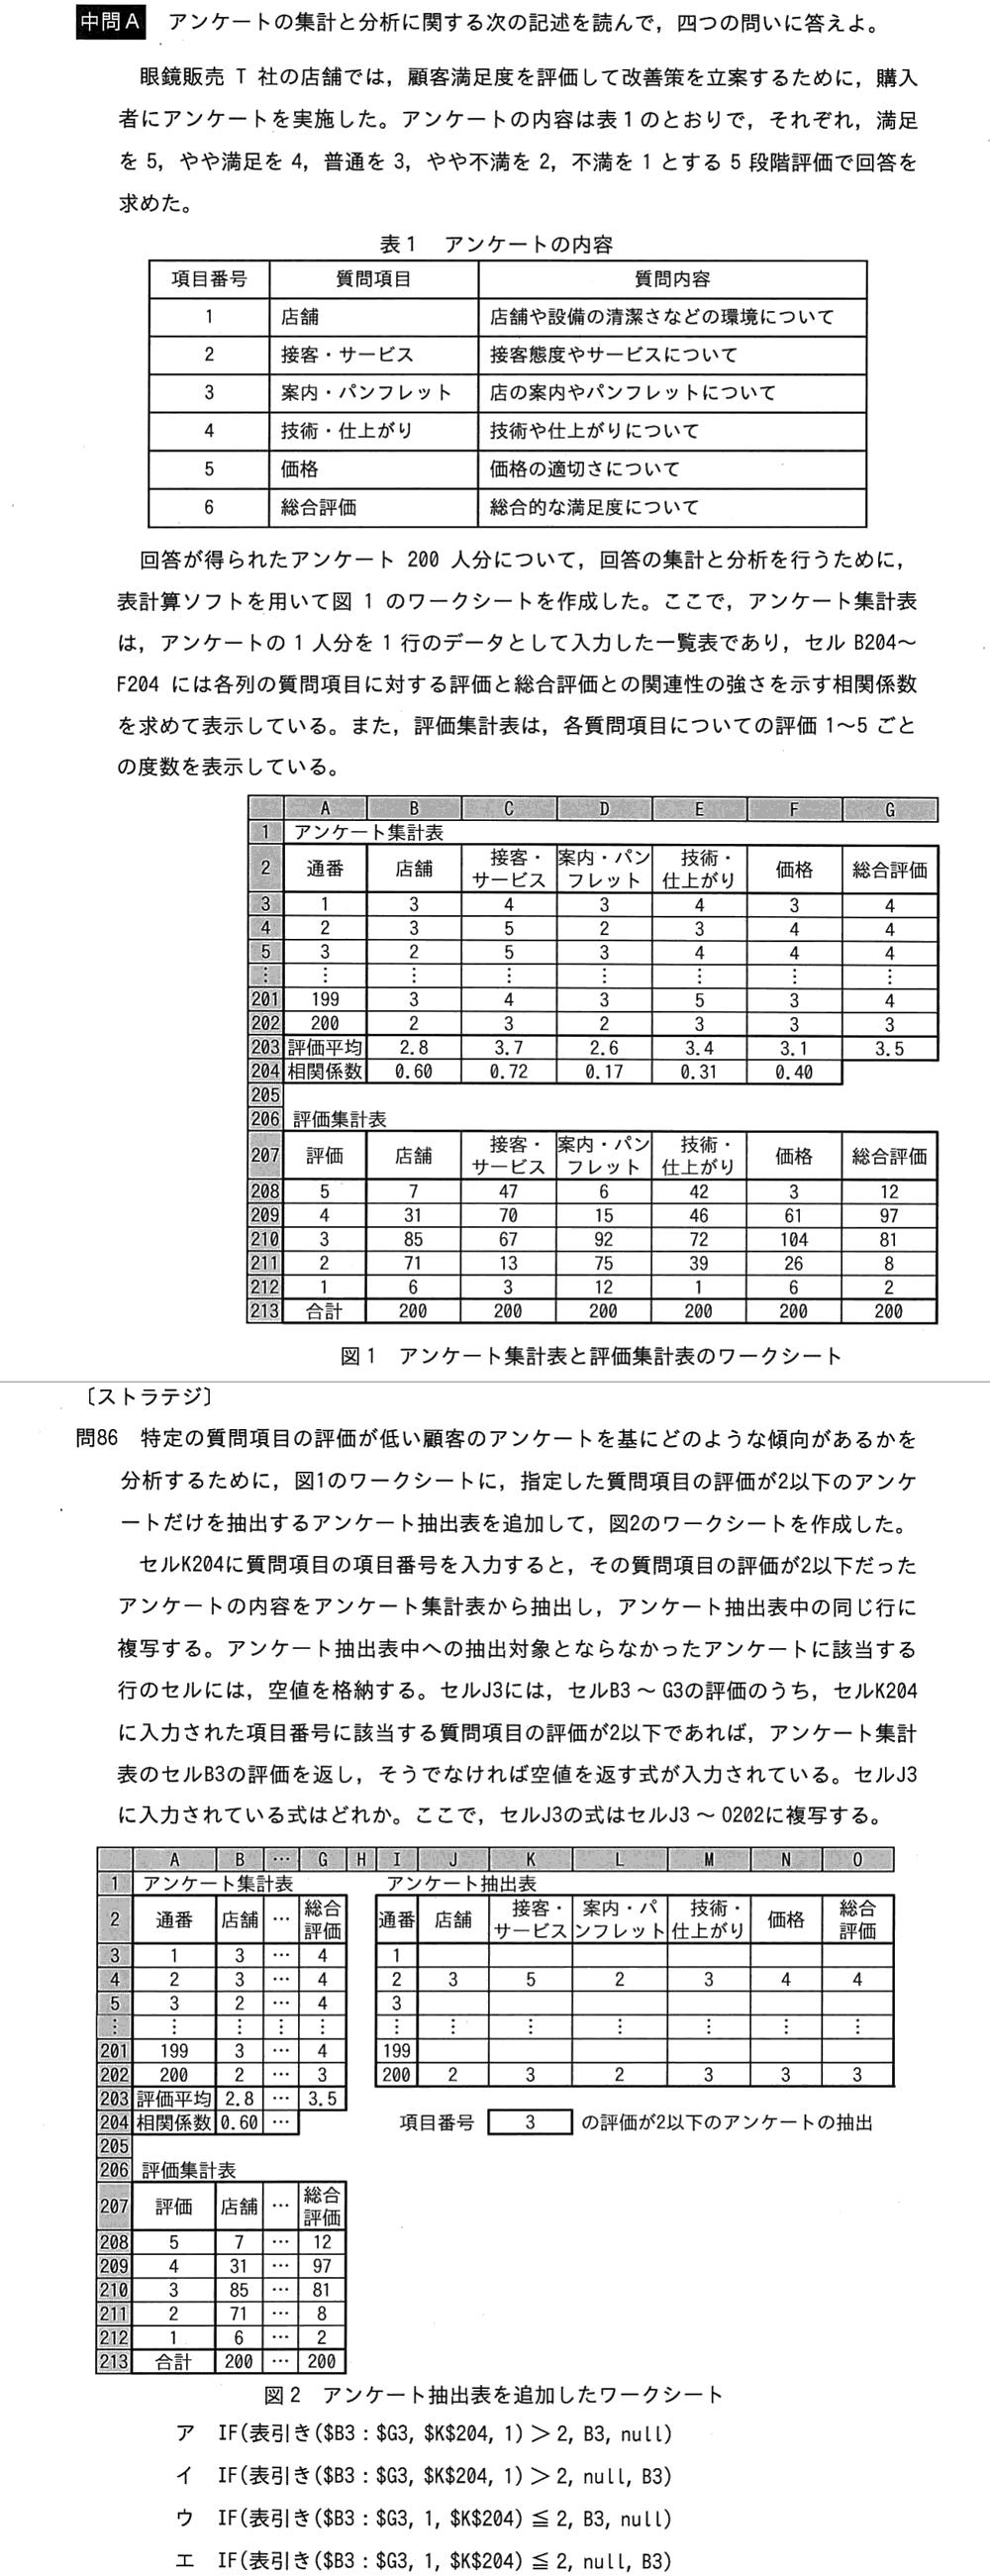 中問A　アンケートの集計と分析に関する次の記述を読んで，四つの問いに答えよ。
眼鏡販売 T 社の店舗では，顧客満足度を評価して改善策を立案するために，購入
者にアンケートを実施した。アンケートの内容は表1のとおりで，それぞれ，満足
を 5，やや満足を 4，普通を 3，やや不満を 2，不満を 1 とする 5 段階評価で回答を
求めた。
表1　アンケートの内容
項目番号　質問項目　質問内容
1　店舗　店舗や設備の清潔さなどの環境について
2　接客・サービス　接客態度やサービスについて
3　案内・パンフレット　店の案内やパンフレットについて
4　技術・仕上がり　技術や仕上がりについて
5　価格　価格の適切さについて
6　総合評価　総合的な満足度について
回答が得られたアンケート 200 人分について，回答の集計と分析を行うために，
表計算ソフトを用いて図 1 のワークシートを作成した。ここで，アンケート集計表
は，アンケートの 1 人分を 1 行のデータとして入力した一覧表であり，セル B204～
F204 には各列の質問項目に対する評価と総合評価との関連性の強さを示す相関係数
を求めて表示している。また，評価集計表は，各質問項目についての評価 1～5 ごと
の度数を表示している。
A　B　C　D　E　F　G
1　アンケート集計表
2　通番　店舗　接客・サービス　案内・パンフレット　技術・仕上がり　価格　総合評価
3　1　3　4　3　4　3　4
4　2　3　5　2　3　4　4
5　3　2　5　3　4　4　4
⋮　⋮　⋮　⋮　⋮　⋮　⋮　⋮
201　199　3　4　3　5　3　4
202　200　2　3　2　3　3　3
203　評価平均　2.8　3.7　2.6　3.4　3.1　3.5
204　相関係数　0.60　0.72　0.17　0.31　0.40
205
206　評価集計表
207　評価　店舗　接客・サービス　案内・パンフレット　技術・仕上がり　価格　総合評価
208　5　7　47　6　42　3　12
209　4　31　70　15　46　61　97
210　3　85　67　92　72　104　81
211　2　71　13　75　39　26　8
212　1　6　3　12　1　6　2
213　合計　200　200　200　200　200　200
図1　アンケート集計表と評価集計表のワークシート
〔ストラテジ〕
問86　特定の質問項目の評価が低い顧客のアンケートを基にどのような傾向があるかを
分析するために，図1のワークシートに，指定した質問項目の評価が2以下のアンケ
ートだけを抽出するアンケート抽出表を追加して，図2のワークシートを作成した。
セルK204に質問項目の項目番号を入力すると，その質問項目の評価が2以下だった
アンケートの内容をアンケート集計表から抽出し，アンケート抽出表中の同じ行に
複写する。アンケート抽出表中への抽出対象とならなかったアンケートに該当する
行のセルには，空値を格納する。セルJ3には，セルB3 ～ G3の評価のうち，セルK204
に入力された項目番号に該当する質問項目の評価が2以下であれば，アンケート集計
表のセルB3の評価を返し，そうでなければ空値を返す式が入力されている。セルJ3
に入力されている式はどれか。ここで，セルJ3の式はセルJ3 ～ O202に複写する。
A　B　…　G　H　I　J　K　L　M　N　O
1　アンケート集計表　アンケート抽出表
2　通番　店舗　…　総合評価　通番　店舗　接客・サービス　案内・パンフレット　技術・仕上がり　価格　総合評価
3　1　3　…　4　1
4　2　3　…　4　2　3　5　2　3　4　4
5　3　2　…　4　3
⋮　⋮　⋮　⋮　⋮　⋮　⋮　⋮　⋮　⋮　⋮　⋮
201　199　3　…　4　199
202　200　2　…　3　200　2　3　2　3　3　3
203　評価平均　2.8　…　3.5
204　相関係数　0.60　…　項目番号　3　の評価が2以下のアンケートの抽出
205
206　評価集計表
207　評価　店舗　…　総合評価
208　5　7　…　12
209　4　31　…　97
210　3　85　…　81
211　2　71　…　8
212　1　6　…　2
213　合計　200　…　200
図2　アンケート抽出表を追加したワークシート
ア　IF(表引き($B3：$G3, $K$204, 1) ＞ 2, B3, null)
イ　IF(表引き($B3：$G3, $K$204, 1) ＞ 2, null, B3)
ウ　IF(表引き($B3：$G3, 1, $K$204) ≦ 2, B3, null)
エ　IF(表引き($B3：$G3, 1, $K$204) ≦ 2, null, B3)